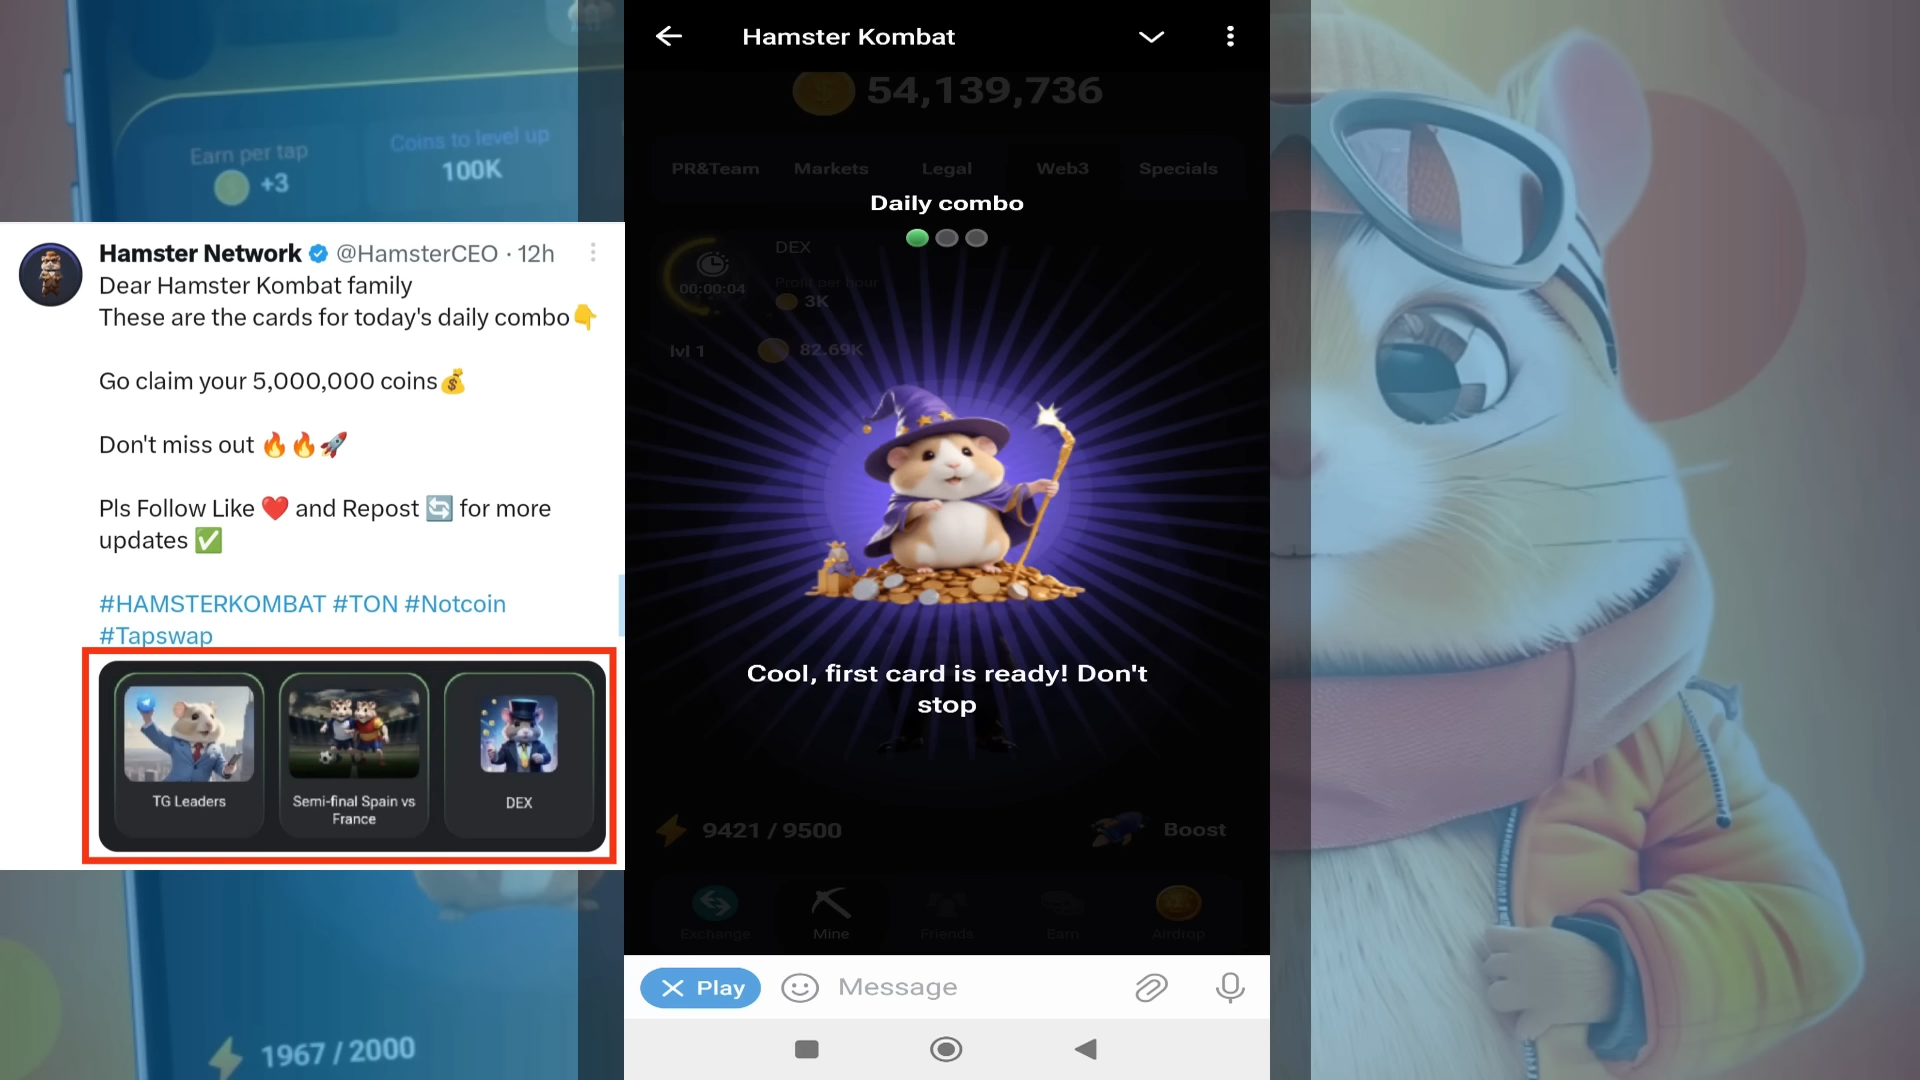 Earn per tap
+3
Coins to level up
100K
Hamster Network @HamsterCEO · 12h
Dear Hamster Kombat family
These are the cards for today's daily combo👇
Go claim your 5,000,000 coins💰
Don't miss out 🔥🔥🚀
Pls Follow Like ❤️ and Repost 🔄 for more
updates ✅
#HAMSTERKOMBAT #TON #Notcoin
#Tapswap
TG Leaders
Semi-final Spain vs
France
DEX
1967 / 2000
Hamster Kombat
54,139,736
PR&Team Markets Legal Web3 Specials
Daily combo
DEX
Profit per hour
00:00:04
3K
lvl 1 82.69K
Cool, first card is ready! Don't
stop
9421 / 9500
Boost
Exchange Mine Friends Earn Airdrop
Play
Message